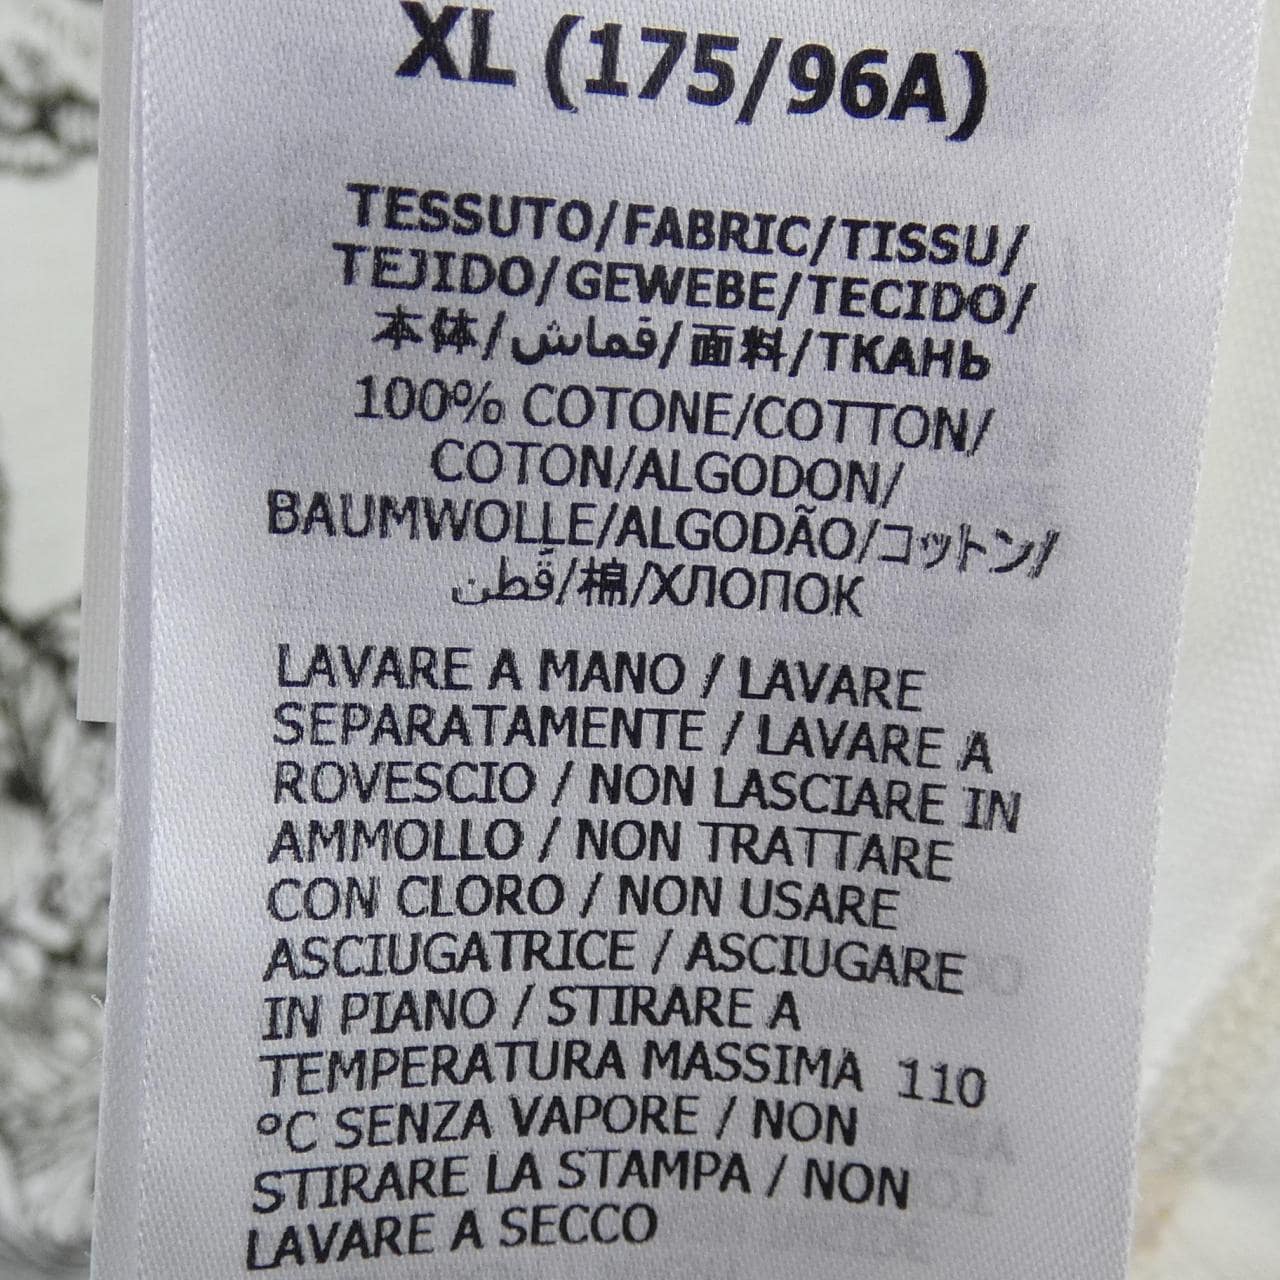 XL (175/96A)
TESSUTO/FABRIC/TISSU/
TEJIDO/GEWEBE/TECIDO/
本体/قماش/面料/ТКАНЬ
100% COTONE/COTTON/
COTON/ALGODON/
BAUMWOLLE/ALGODÃO/コットン/
قطن/棉/ХЛОПОК
LAVARE A MANO / LAVARE
SEPARATAMENTE / LAVARE A
ROVESCIO / NON LASCIARE IN
AMMOLLO / NON TRATTARE
CON CLORO / NON USARE
ASCIUGATRICE / ASCIUGARE
IN PIANO / STIRARE A
TEMPERATURA MASSIMA 110
°C SENZA VAPORE / NON
STIRARE LA STAMPA / NON
LAVARE A SECCO